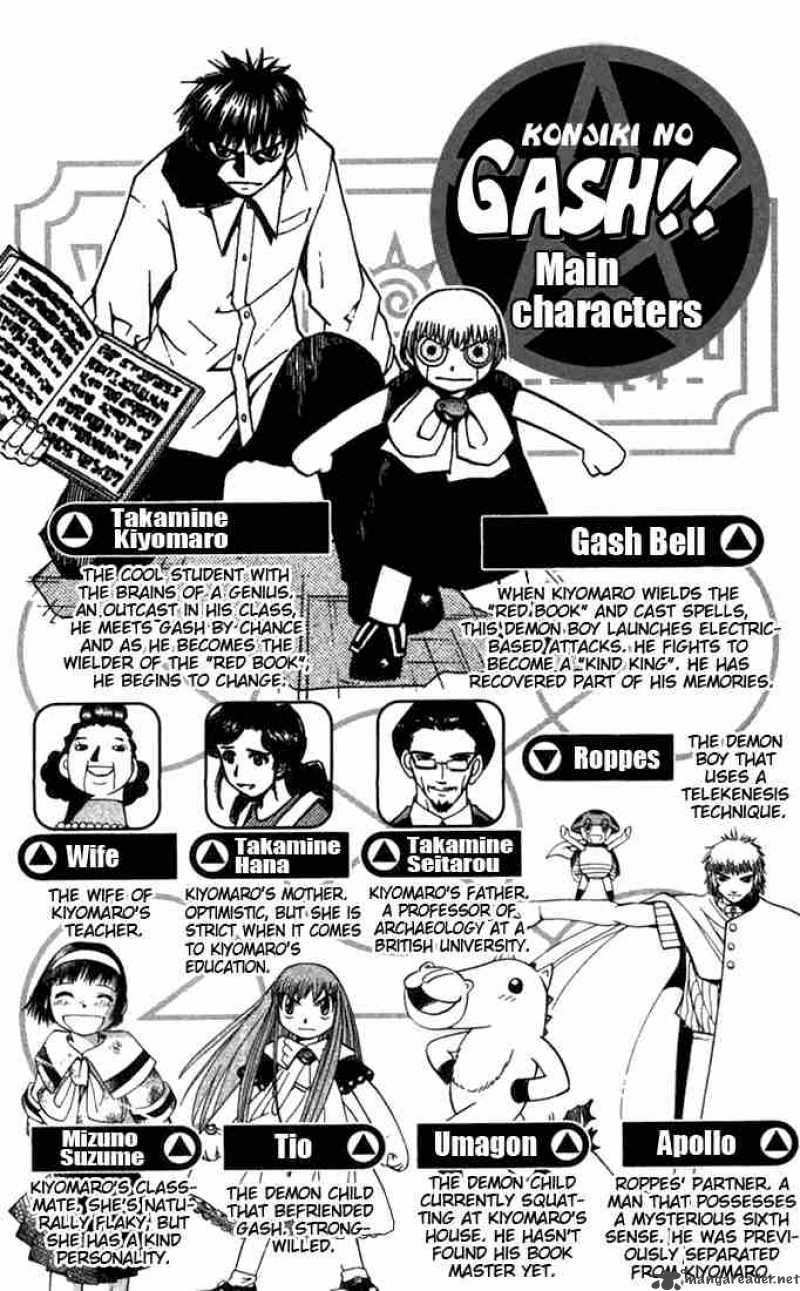 KONJIKI NO
GASH!!
Main
characters
Takamine
Kiyomaro
THE COOL STUDENT WITH
THE BRAINS OF A GENIUS.
AN OUTCAST IN HIS CLASS,
HE MEETS GASH BY CHANCE
AND AS HE BECOMES THE
WIELDER OF THE "RED BOOK",
HE BEGINS TO CHANGE.
Gash Bell
WHEN KIYOMARO WIELDS THE
"RED BOOK" AND CAST SPELLS,
THIS DEMON BOY LAUNCHES ELECTRIC-
BASED ATTACKS. HE FIGHTS TO
BECOME A "KIND KING". HE HAS
RECOVERED PART OF HIS MEMORIES.
Wife
THE WIFE OF
KIYOMARO'S
TEACHER.
Takamine
Hana
KIYOMARO'S MOTHER.
OPTIMISTIC, BUT SHE IS
STRICT WHEN IT COMES
TO KIYOMARO'S
EDUCATION.
Takamine
Seitarou
KIYOMARO'S FATHER.
A PROFESSOR OF
ARCHAEOLOGY AT A
BRITISH UNIVERSITY.
Roppes
THE DEMON
BOY THAT
USES A
TELEKENESIS
TECHNIQUE.
Mizuno
Suzume
KIYOMARO'S CLASS-
MATE. SHE'S NATU-
RALLY FLAKY, BUT
SHE HAS A KIND
PERSONALITY.
Tio
THE DEMON CHILD
THAT BEFRIENDED
GASH. STRONG-
WILLED.
Umagon
THE DEMON CHILD
CURRENTLY SQUAT-
TING AT KIYOMARO'S
HOUSE. HE HASN'T
FOUND HIS BOOK
MASTER YET.
Apollo
ROPPES' PARTNER. A
MAN THAT POSSESSES
A MYSTERIOUS SIXTH
SENSE. HE WAS PREVI-
OUSLY SEPARATED
FROM KIYOMARO.
mangareader.net